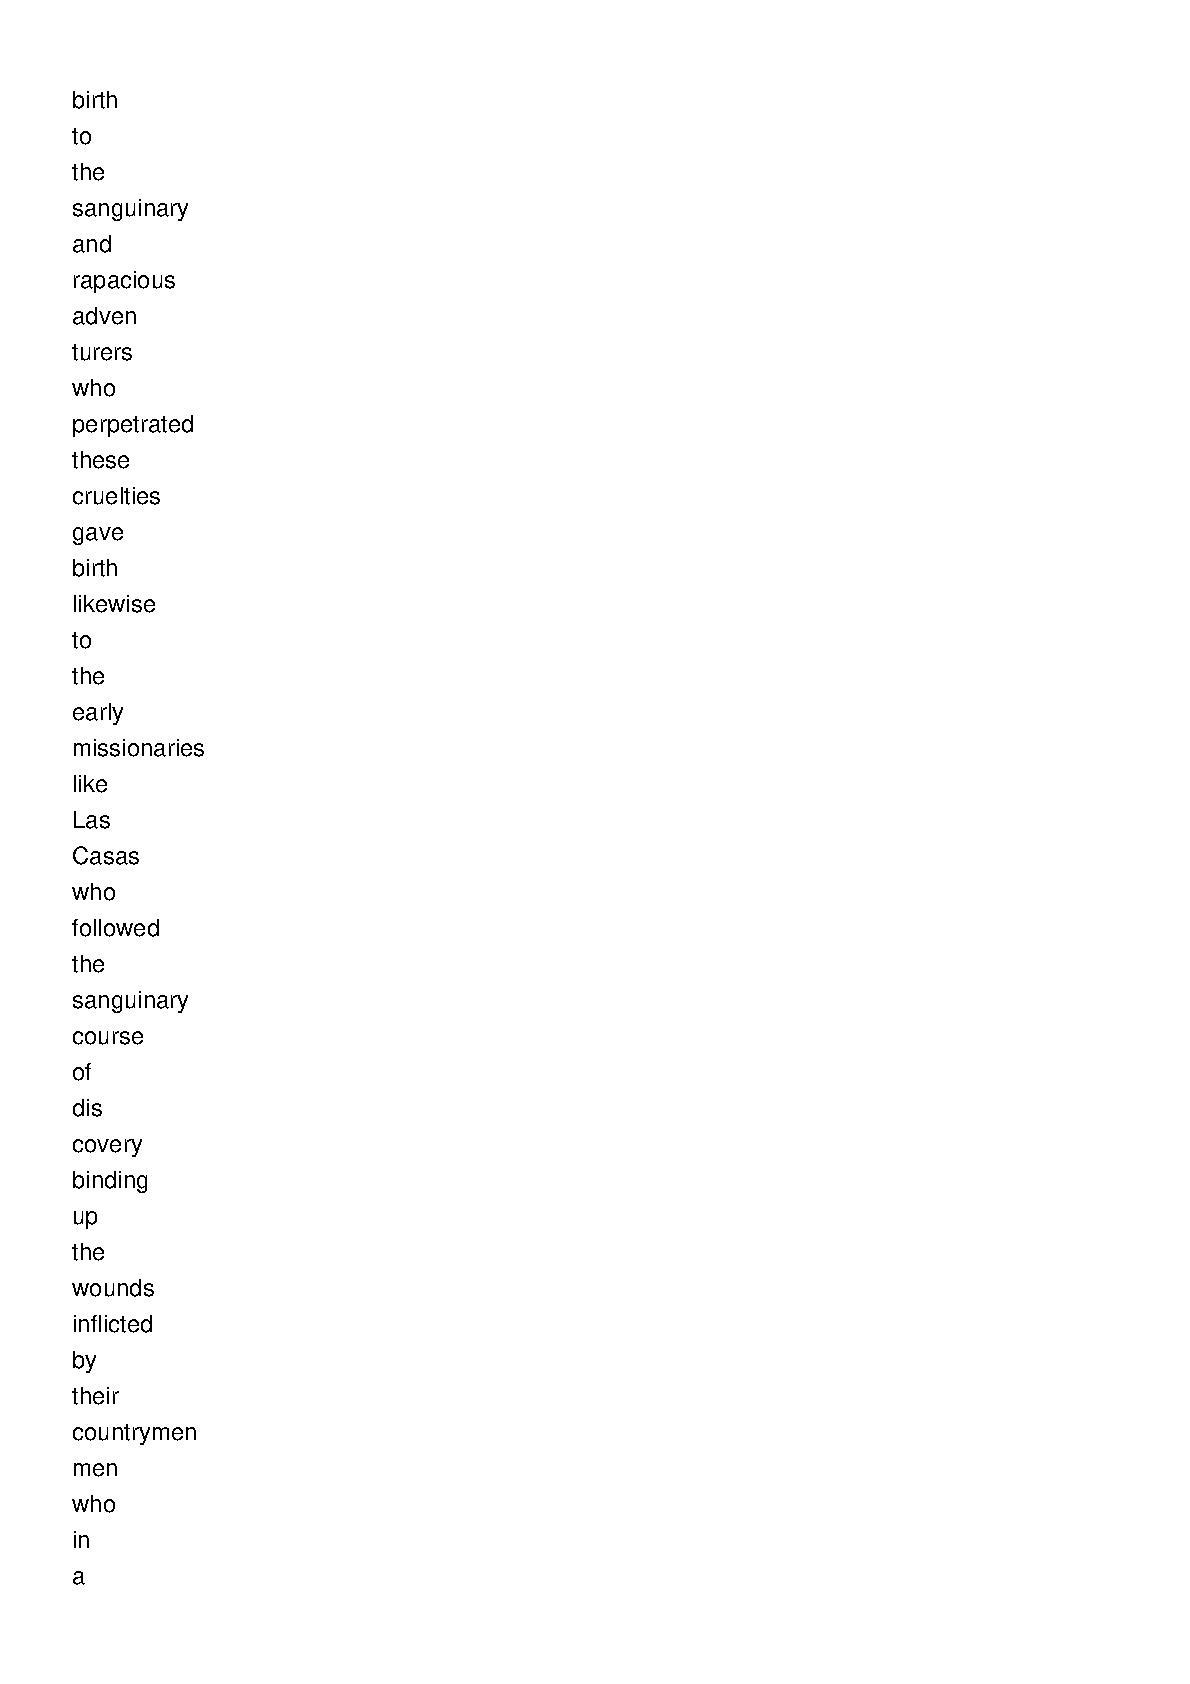 birth
to
the
sanguinary
and
rapacious
adven
turers
who
perpetrated
these
cruelties
gave
birth
likewise
to
the
early
missionaries
like
Las
Casas
who
followed
the
sanguinary
course
of
dis
covery
binding
up
the
wounds
inflicted
by
their
countrymen
men
who
in
a